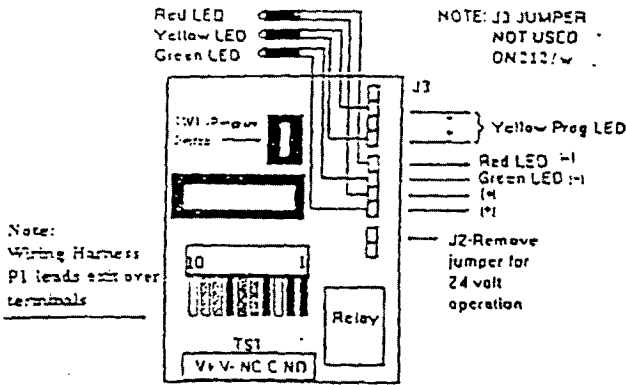 Red LED
Yellow LED
Green LED
NOTE: J3 JUMPER
NOT USED
ON 212i/w
J3
Yellow Prog LED
Red LED (-)
Green LED (-)
(+)
(+)
J2-Remove
jumper for
24 volt
operation
Note:
Wiring Harness
P1 leads exit over
terminals
10
1
Relay
TS1
V+ V- NC C NO